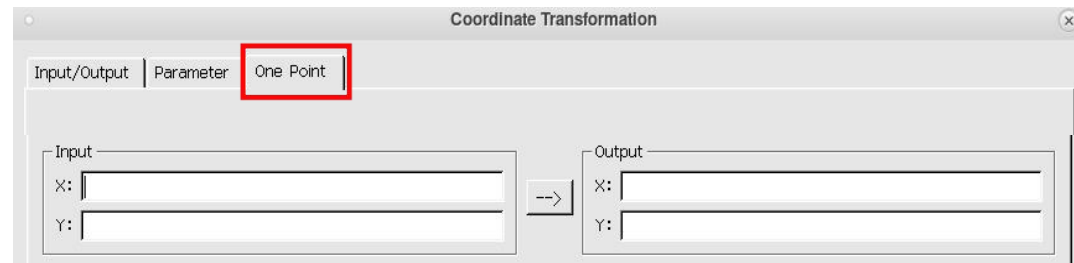 Coordinate Transformation
Input/Output Parameter One Point
Input
X:
Y:
-->
Output
X:
Y: